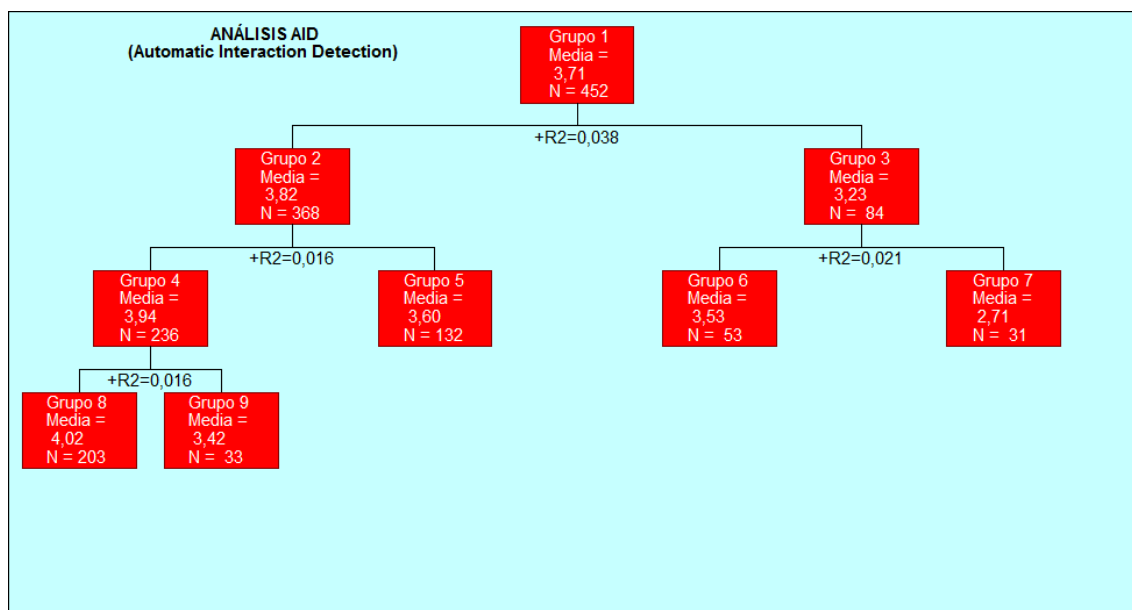 ANÁLISIS AID
(Automatic Interaction Detection)
Grupo 1
Media =
3,71
N = 452
+R2=0,038
Grupo 2
Media =
3,82
N = 368
Grupo 3
Media =
3,23
N = 84
+R2=0,016
+R2=0,021
Grupo 4
Media =
3,94
N = 236
Grupo 5
Media =
3,60
N = 132
Grupo 6
Media =
3,53
N = 53
Grupo 7
Media =
2,71
N = 31
+R2=0,016
Grupo 8
Media =
4,02
N = 203
Grupo 9
Media =
3,42
N = 33